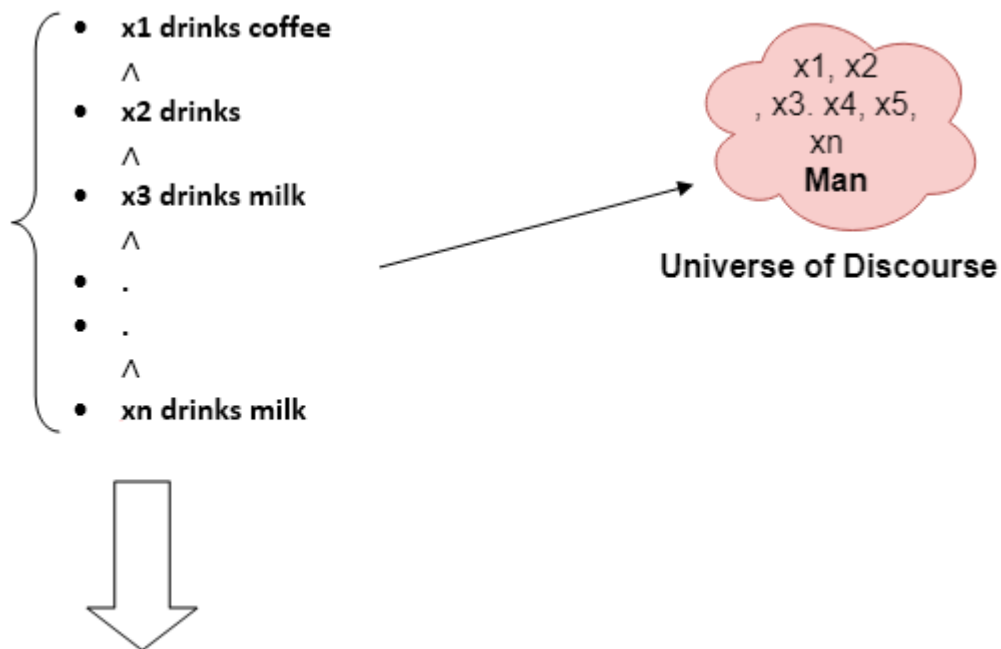 • x1 drinks coffee
∧
• x2 drinks
∧
• x3 drinks milk
∧
• .
• .
∧
• xn drinks milk
x1, x2
, x3. x4, x5,
xn
Man
Universe of Discourse